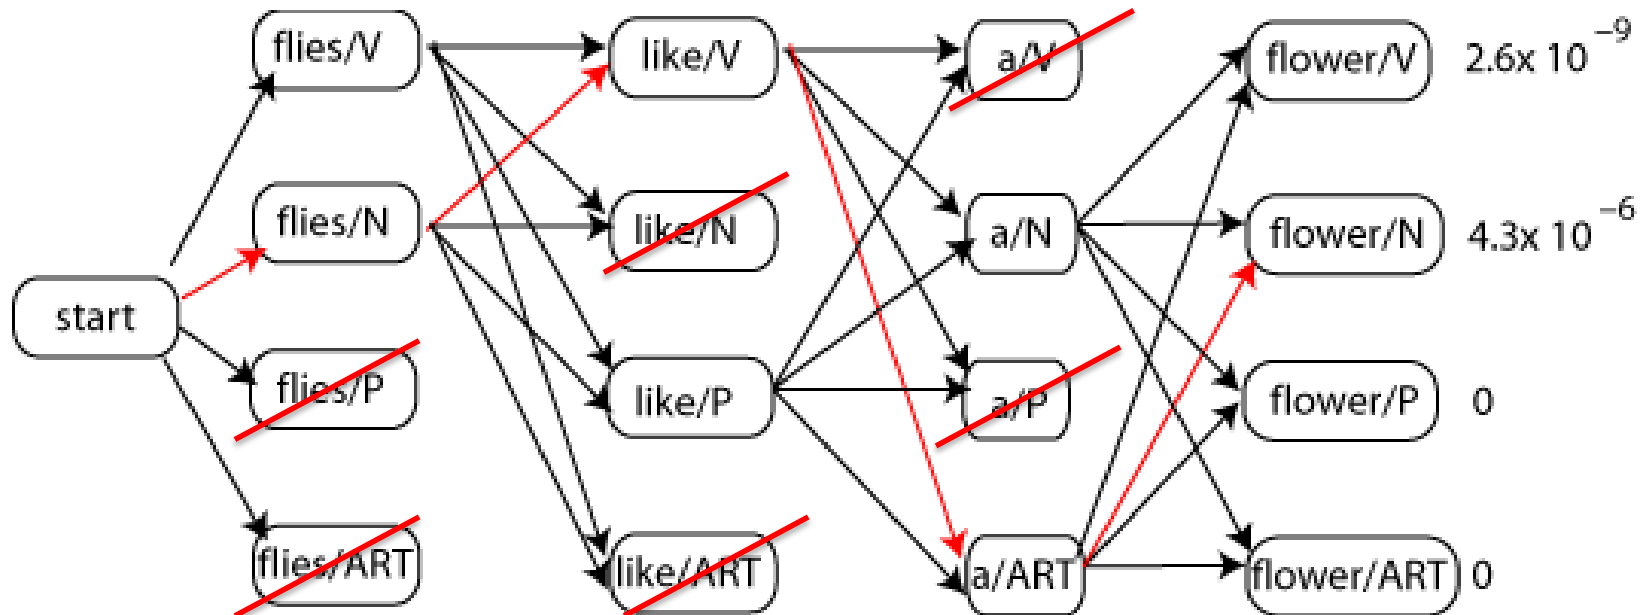 flies/V like/V a/V flower/V 2.6x 10⁻⁹
flies/N like/N a/N flower/N 4.3x 10⁻⁶
start
flies/P like/P a/P flower/P 0
flies/ART like/ART a/ART flower/ART 0